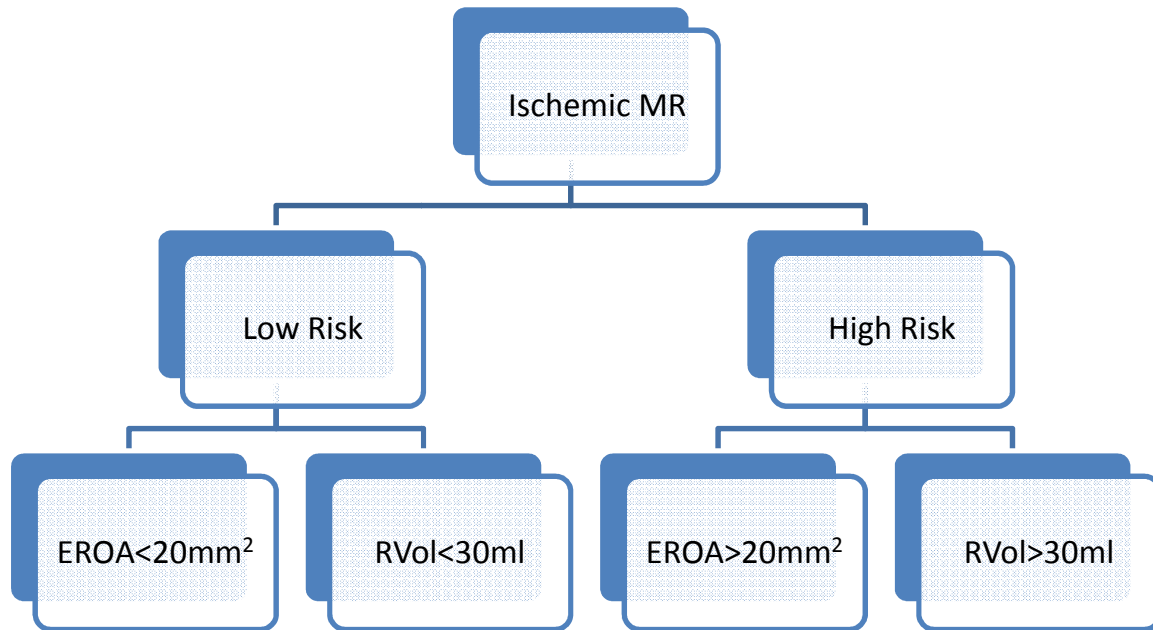 Ischemic MR
Low Risk
High Risk
EROA<20mm²
RVol<30ml
EROA>20mm²
RVol>30ml